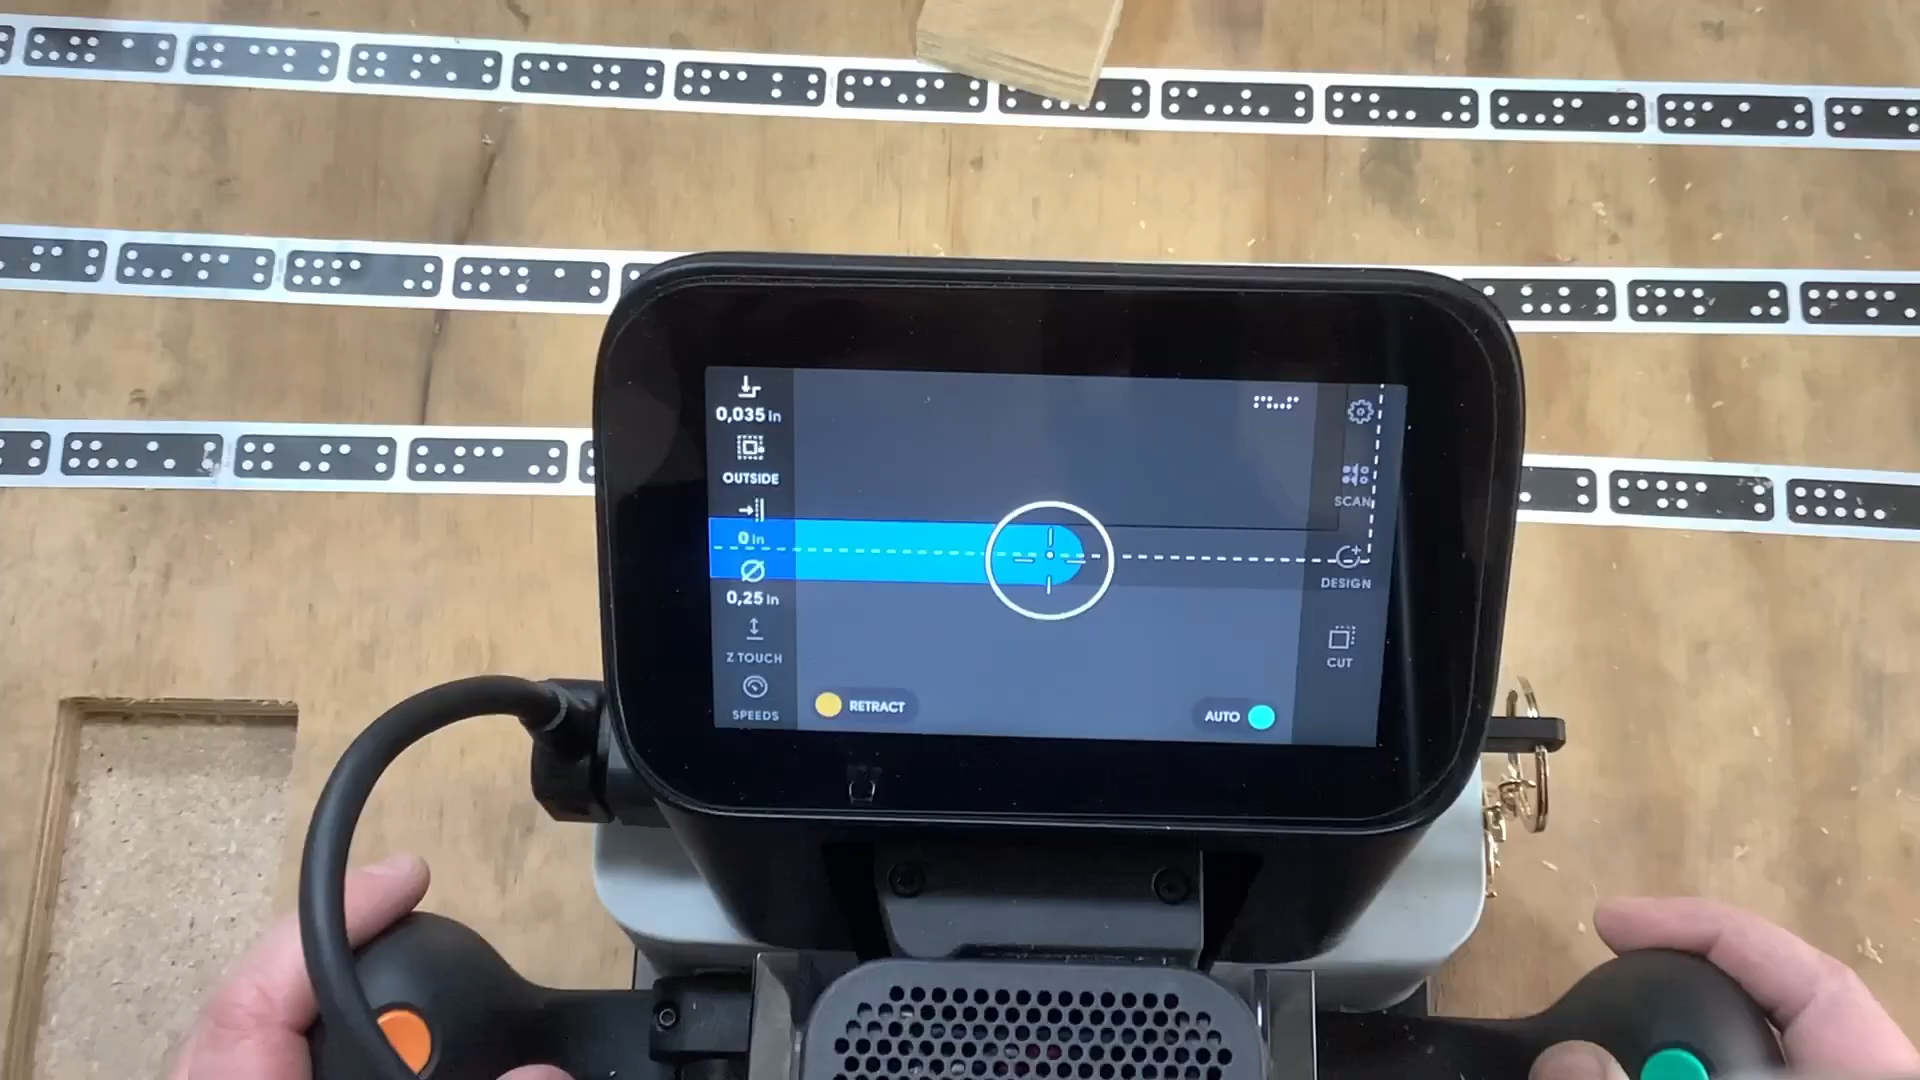 0,035 in
OUTSIDE
0 in
0,25 in
Z TOUCH
SPEEDS
RETRACT
AUTO
SCAN
DESIGN
CUT